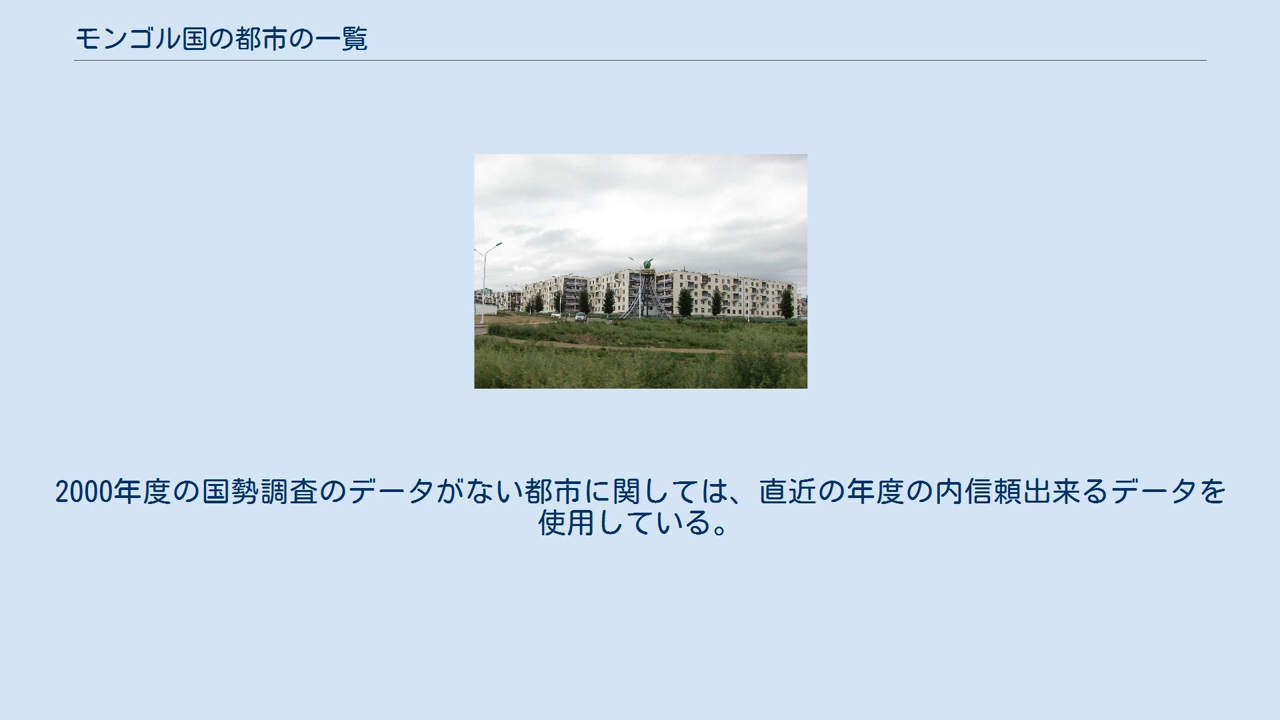 モンゴル国の都市の一覧
2000年度の国勢調査のデータがない都市に関しては、直近の年度の内信頼出来るデータを
使用している。